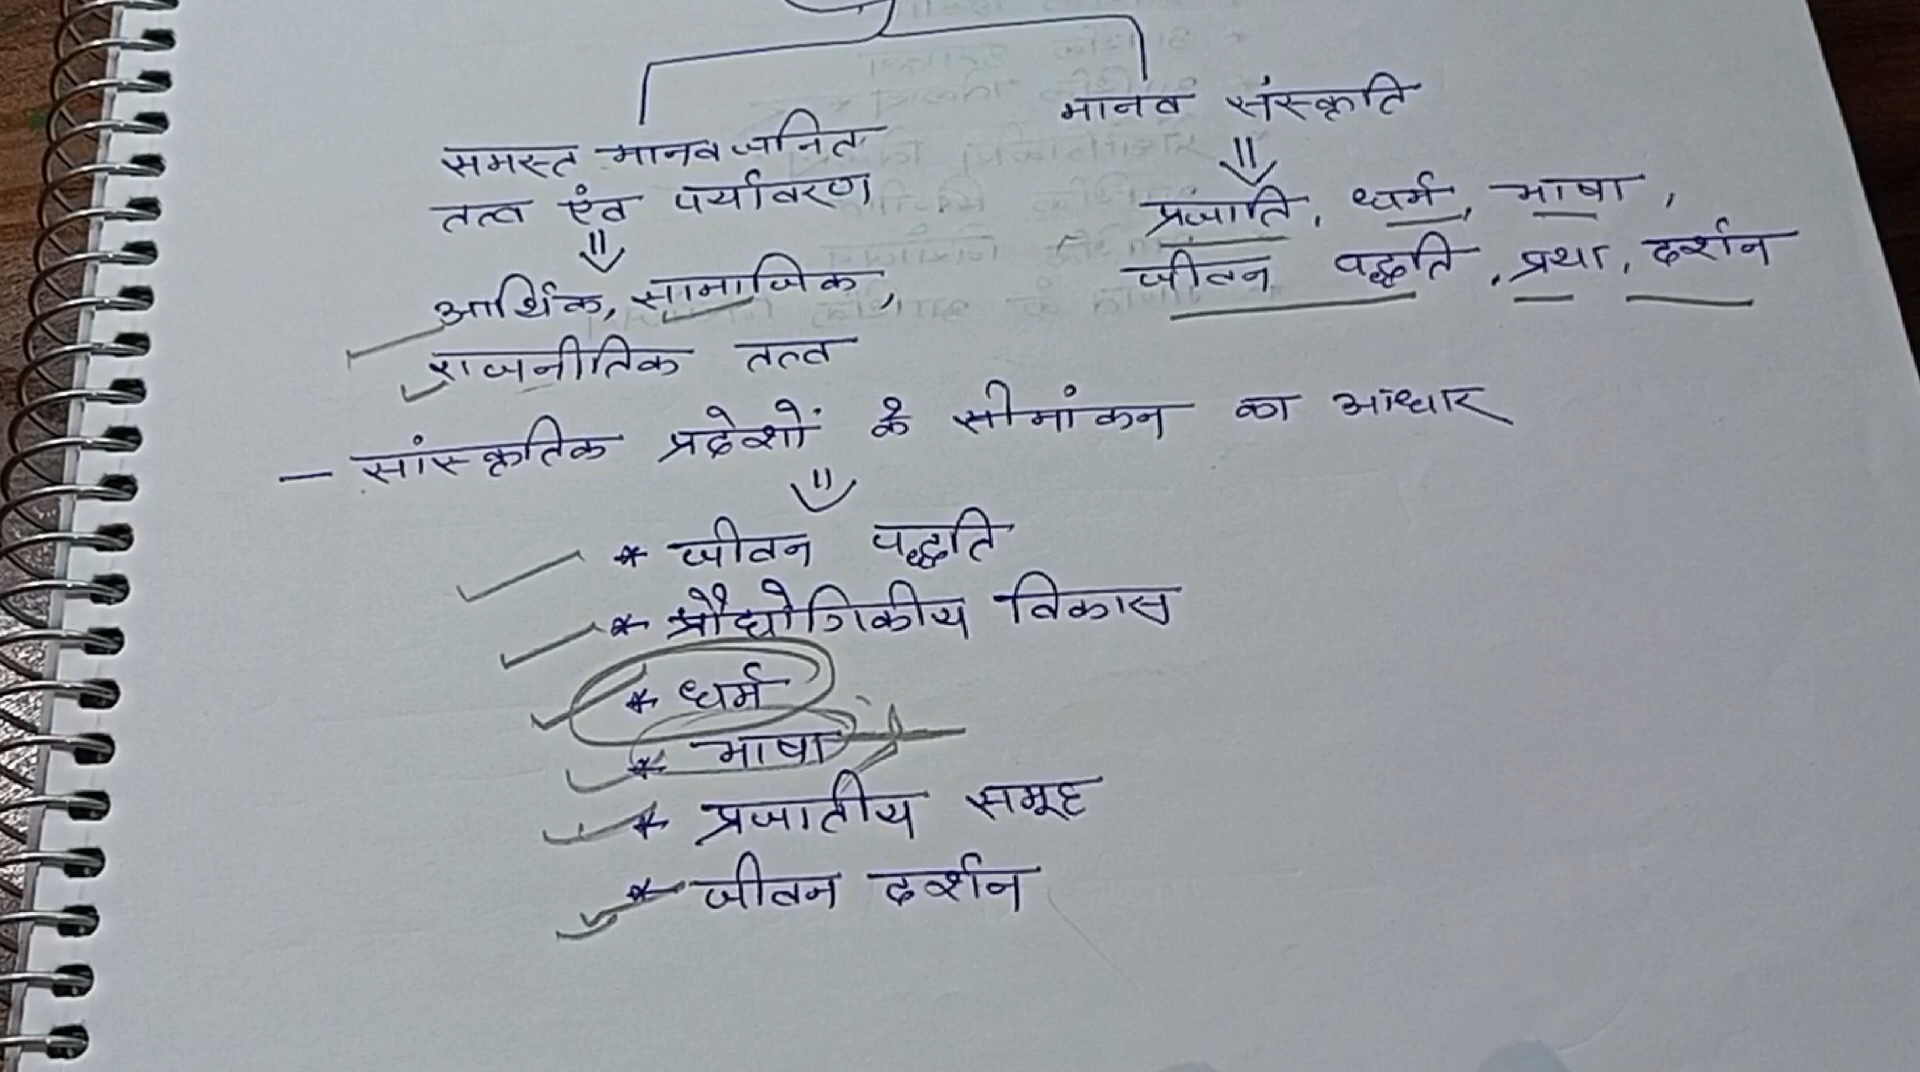 समस्त मानव जनित
तत्व एंव पर्यावरण
आर्थिक, सामाजिक,
राजनीतिक तत्व
मानव संस्कृति
प्रजाति, धर्म, भाषा,
जीवन पद्धति, प्रथा, दर्शन
- सांस्कृतिक प्रदेशों के सीमांकन का आधार
* जीवन पद्धति
* प्रौद्योगिकीय विकास
* धर्म
* भाषा
* प्रजातीय समूह
* जीवन दर्शन